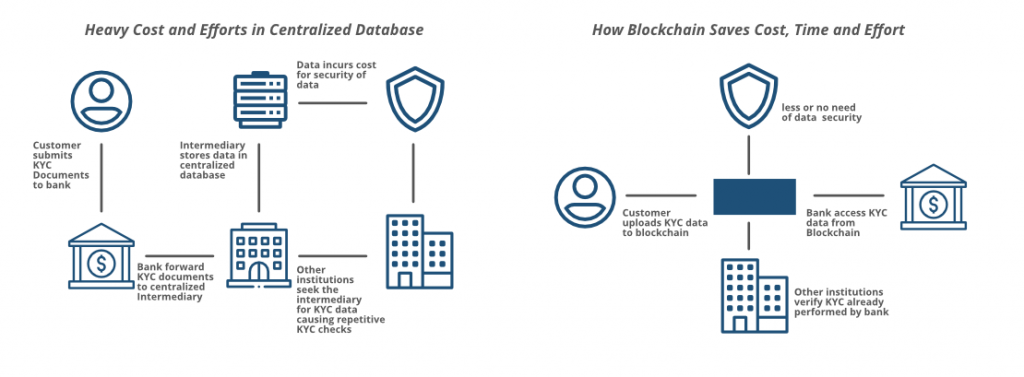 Heavy Cost and Efforts in Centralized Database
Data incurs cost
for security of
data
Customer
submits
KYC
Documents
to bank
Intermediary
stores data in
centralized
database
$
Bank forward
KYC documents
to centralized
Intermediary
Other
institutions
seek the
intermediary
for KYC data
causing repetitive
KYC checks
How Blockchain Saves Cost, Time and Effort
less or no need
of data security
Customer
uploads KYC data
to blockchain
Bank access KYC
data from
Blockchain
$
Other institutions
verify KYC already
performed by bank